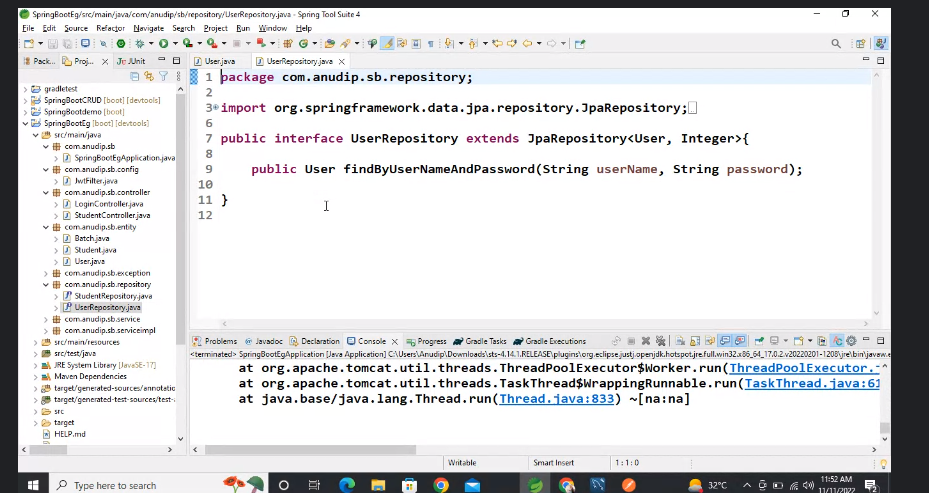 SpringBootEg/src/main/java/com/anudip/sb/repository/UserRepository.java - Spring Tool Suite 4
File Edit Source Refactor Navigate Search Project Run Window Help
Pack... Proj... JUnit User.java UserRepository.java
gradletest
SpringBootCRUD [boot] [devtools]
SpringBootdemo [boot]
SpringBootEg [boot] [devtools]
src/main/java
com.anudip.sb
SpringBootEgApplication.java
com.anudip.sb.config
JwtFilter.java
com.anudip.sb.controller
LoginController.java
StudentController.java
com.anudip.sb.entity
Batch.java
Student.java
User.java
com.anudip.sb.exception
com.anudip.sb.repository
StudentRepository.java
UserRepository.java
com.anudip.sb.service
com.anudip.sb.serviceimpl
src/main/resources
src/test/java
JRE System Library [JavaSE-17]
Maven Dependencies
target/generated-sources/annotatio
target/generated-test-sources/test-
src
target
HELP.md
1 package com.anudip.sb.repository;
2
3 import org.springframework.data.jpa.repository.JpaRepository;
6
7 public interface UserRepository extends JpaRepository<User, Integer>{
8
9 public User findByUserNameAndPassword(String userName, String password);
10
11 }
12
Problems Javadoc Declaration Console Progress Gradle Tasks Gradle Executions
<terminated> SpringBootEgApplication [Java Application] C:\Users\Anudip\Downloads\sts-4.14.1.RELEASE\plugins\org.eclipse.justj.openjdk.hotspot.jre.full.win32.x86_64_17.0.2.v20220201-1208\jre\bin\javaw.e
at org.apache.tomcat.util.threads.ThreadPoolExecutor$Worker.run(ThreadPoolExecutor.
at org.apache.tomcat.util.threads.TaskThread$WrappingRunnable.run(TaskThread.java:61
at java.base/java.lang.Thread.run(Thread.java:833) ~[na:na]
Writable Smart Insert 1 : 1 : 0
Type here to search
32°C
11:52 AM
11/11/2022
2